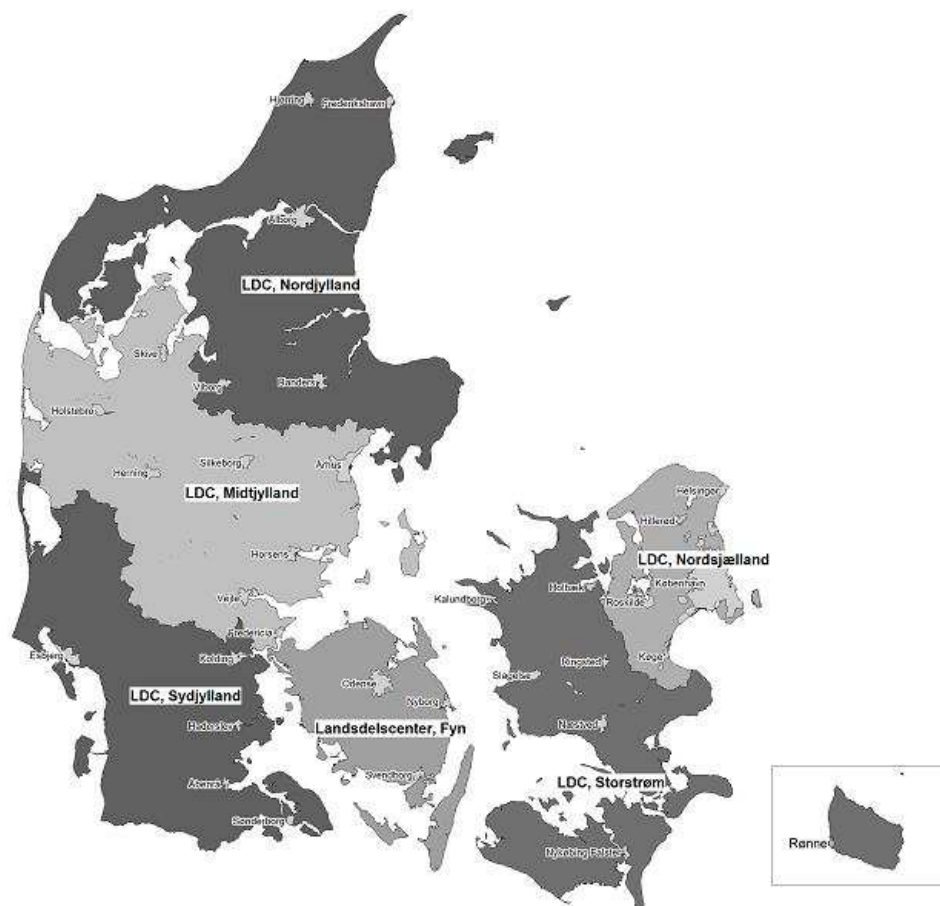 Hjørring
Frederikshavn
Ålborg
LDC, Nordjylland
Skive
Viborg
Randers
Holstebro
Herning
Silkeborg
Århus
LDC, Midtjylland
Helsingør
Hillerød
Horsens
LDC, Nordsjælland
Holbæk
København
Vejle
Kalundborg
Roskilde
Fredericia
Esbjerg
Kolding
Ringsted
Køge
Slagelse
Odense
LDC, Sydjylland
Nyborg
Haderslev
Landsdelscenter, Fyn
Næstved
Svendborg
LDC, Storstrøm
Åbenrå
Sønderborg
Rønne
Nykøbing Falster